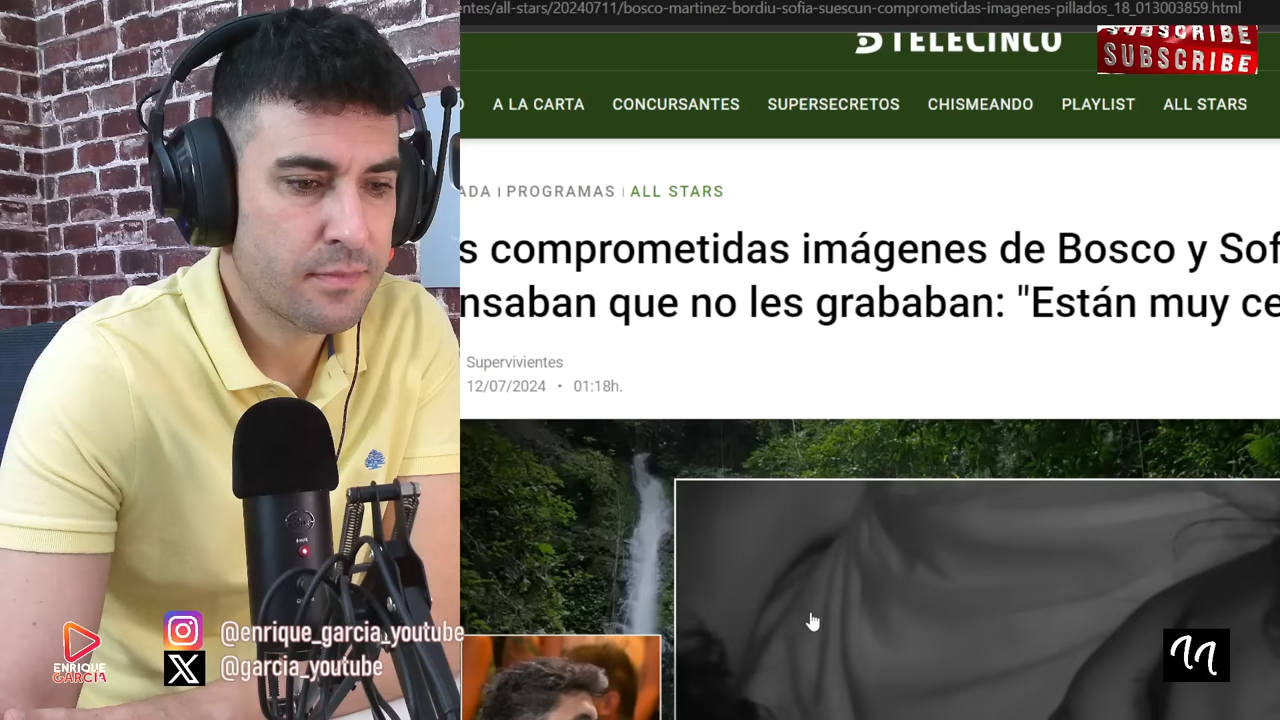 entes/all-stars/20240711/bosco-martinez-bordiu-sofia-suescun-comprometidas-imagenes-pillados_18_013003859.html
TELECINCO
SUBSCRIBE
SUBSCRIBE
O A LA CARTA CONCURSANTES SUPERSECRETOS CHISMEANDO PLAYLIST ALL STARS
ADA | PROGRAMAS | ALL STARS
s comprometidas imágenes de Bosco y Sof
nsaban que no les grababan: "Están muy ce
Supervivientes
12/07/2024 • 01:18h.
@enrique_garcia_youtube
@garcia_youtube
ENRIQUE
GARCIA